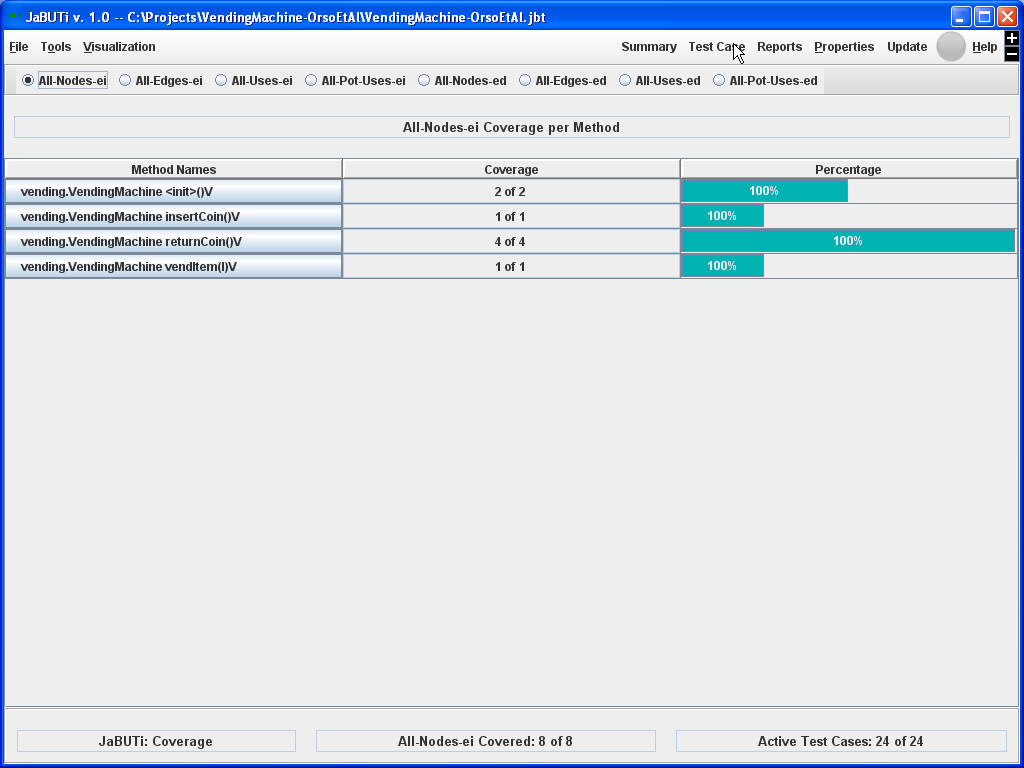 JaBUTi v. 1.0 -- C:\Projects\VendingMachine-OrsoEtAl\VendingMachine-OrsoEtAl.jbt
File Tools Visualization Summary Test Case Reports Properties Update Help
All-Nodes-ei All-Edges-ei All-Uses-ei All-Pot-Uses-ei All-Nodes-ed All-Edges-ed All-Uses-ed All-Pot-Uses-ed
All-Nodes-ei Coverage per Method
Method Names Coverage Percentage
vending.VendingMachine <init>()V 2 of 2 100%
vending.VendingMachine insertCoin()V 1 of 1 100%
vending.VendingMachine returnCoin()V 4 of 4 100%
vending.VendingMachine vendItem(I)V 1 of 1 100%
JaBUTi: Coverage All-Nodes-ei Covered: 8 of 8 Active Test Cases: 24 of 24